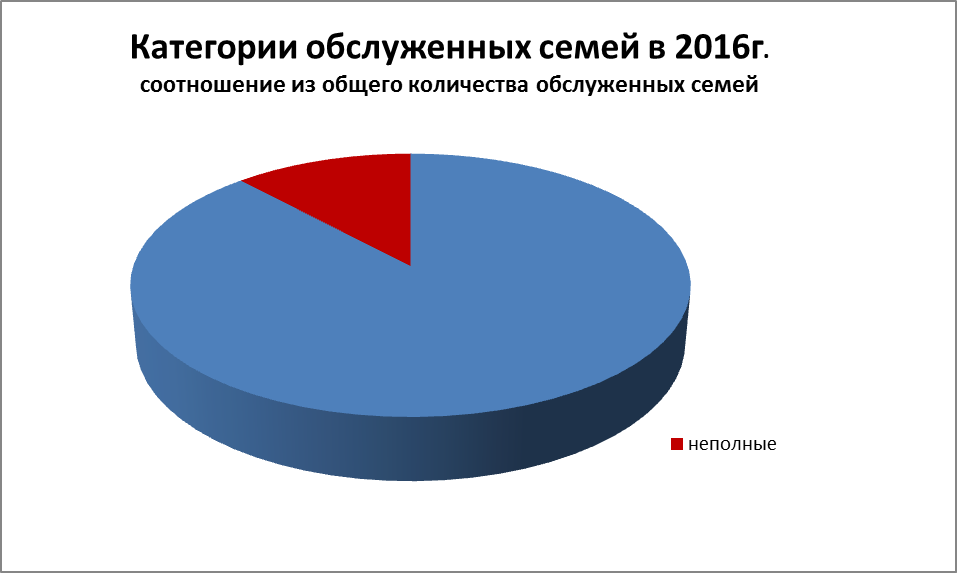 Категории обслуженных семей в 2016г.
соотношение из общего количества обслуженных семей
неполные